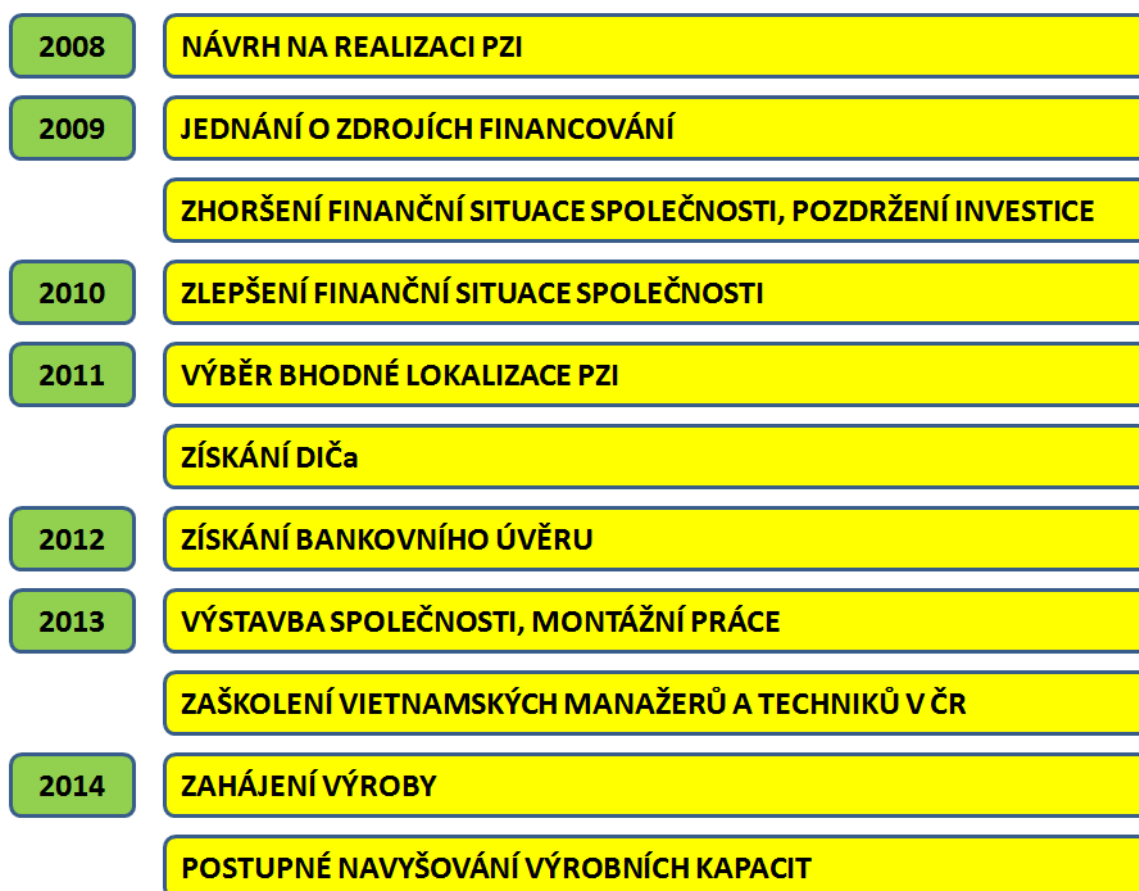 2008 NÁVRH NA REALIZACI PZI
2009 JEDNÁNÍ O ZDROJÍCH FINANCOVÁNÍ
ZHORŠENÍ FINANČNÍ SITUACE SPOLEČNOSTI, POZDRŽENÍ INVESTICE
2010 ZLEPŠENÍ FINANČNÍ SITUACE SPOLEČNOSTI
2011 VÝBĚR BHODNÉ LOKALIZACE PZI
ZÍSKÁNÍ DIČa
2012 ZÍSKÁNÍ BANKOVNÍHO ÚVĚRU
2013 VÝSTAVBA SPOLEČNOSTI, MONTÁŽNÍ PRÁCE
ZAŠKOLENÍ VIETNAMSKÝCH MANAŽERŮ A TECHNIKŮ V ČR
2014 ZAHÁJENÍ VÝROBY
POSTUPNÉ NAVYŠOVÁNÍ VÝROBNÍCH KAPACIT